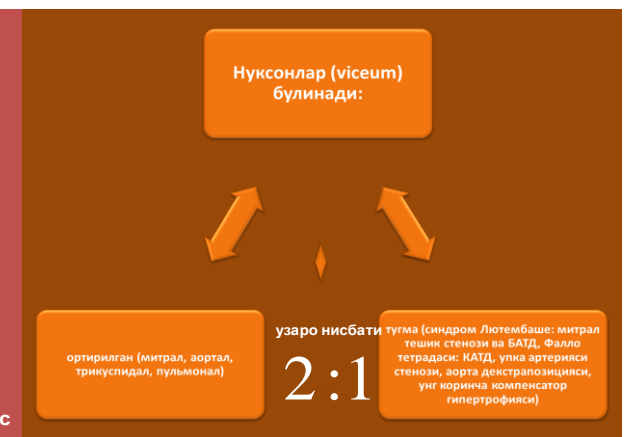 Нуксонлар (viceum)
булинади:
ортирилган (митрал, аортал,
трикуспидал, пульмонал)
узаро нисбати
2:1
тугма (синдром Лютембаше: митрал
тешик стенози ва БАТД, Фалло
тетрадаси: КАТД, упка артерияси
стенози, аорта декстрапозицияси,
унг коринча компенсатор
гипертрофияси)
с